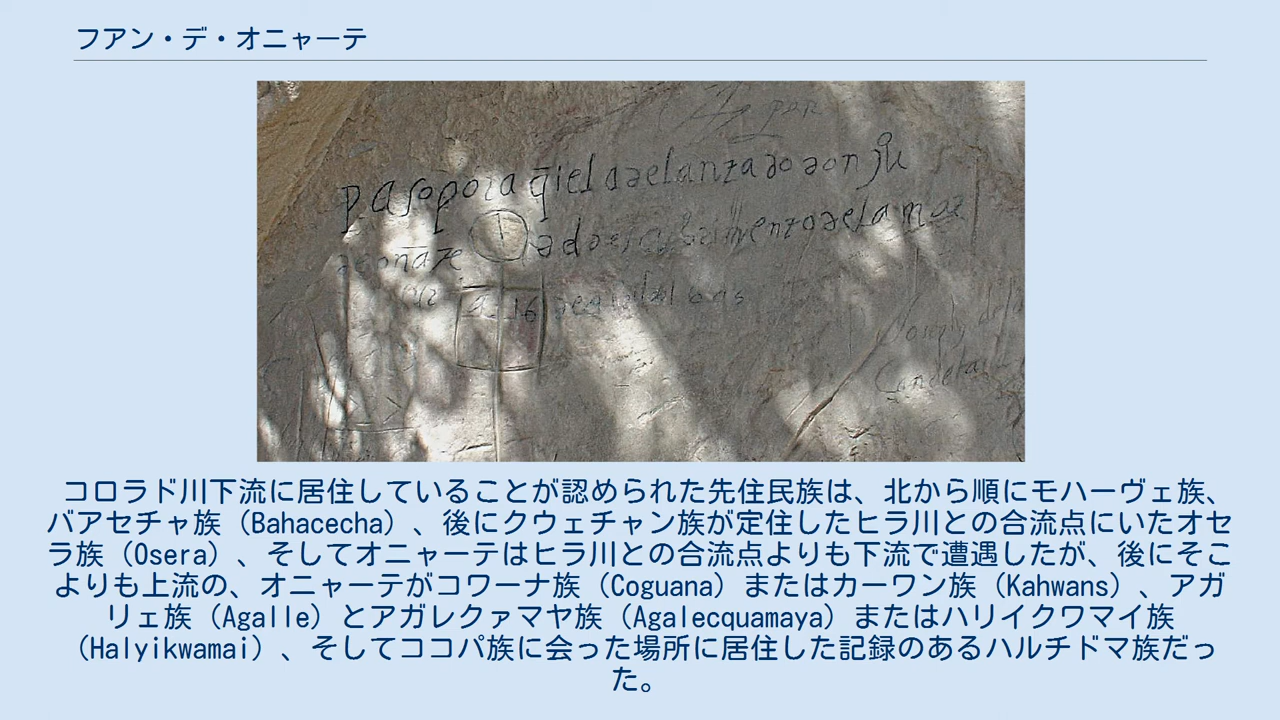 フアン・デ・オニャーテ
paso por aq̄i el adelantado don ju
de oñate
コロラド川下流に居住していることが認められた先住民族は、北から順にモハーヴェ族、
バアセチャ族（Bahacecha）、後にクウェチャン族が定住したヒラ川との合流点にいたオセ
ラ族（Osera）、そしてオニャーテはヒラ川との合流点よりも下流で遭遇したが、後にそこ
よりも上流の、オニャーテがコワーナ族（Coguana）またはカーワン族（Kahwans）、アガ
リェ族（Agalle）とアガレクァマヤ族（Agalecquamaya）またはハリイクワマイ族
（Halyikwamai）、そしてココパ族に会った場所に居住した記録のあるハルチドマ族だっ
た。